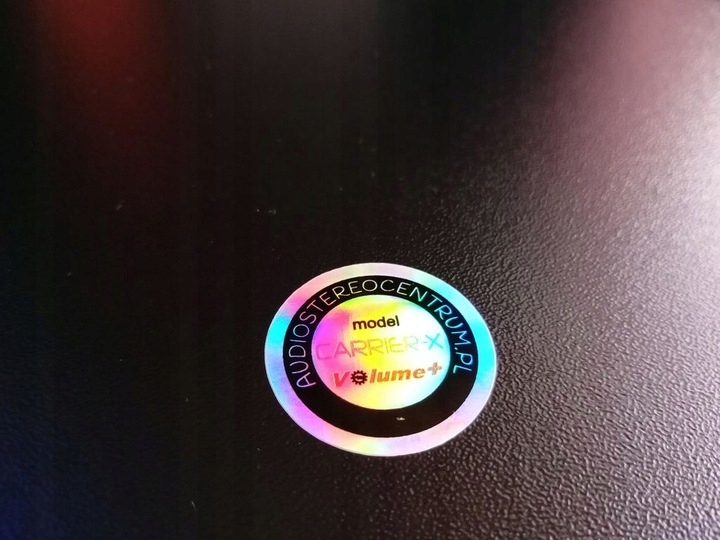 AUDIOSTEREOCENTRUM.PL
model
CARRIER-X
Volume+